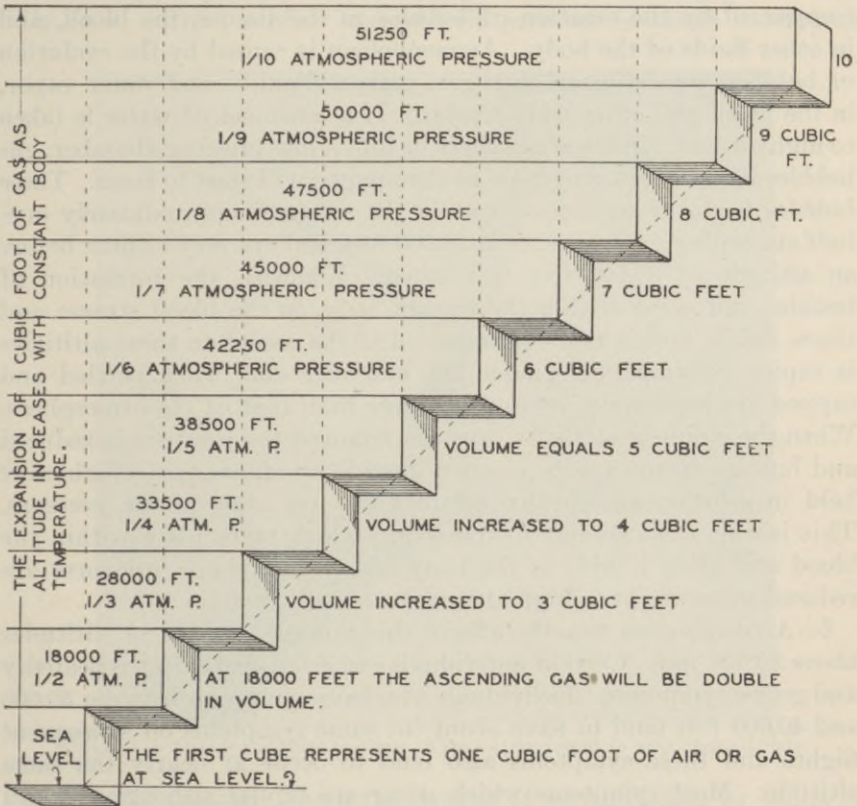 51250 FT.
1/10 ATMOSPHERIC PRESSURE
10
50000 FT.
1/9 ATMOSPHERIC PRESSURE
9 CUBIC
FT.
47500 FT.
1/8 ATMOSPHERIC PRESSURE
8 CUBIC FT.
45000 FT.
1/7 ATMOSPHERIC PRESSURE
7 CUBIC FEET
42250 FT.
1/6 ATMOSPHERIC PRESSURE
6 CUBIC FEET
38500 FT.
1/5 ATM. P.
VOLUME EQUALS 5 CUBIC FEET
33500 FT.
1/4 ATM. P.
VOLUME INCREASED TO 4 CUBIC FEET
28000 FT.
1/3 ATM. P.
VOLUME INCREASED TO 3 CUBIC FEET
18000 FT.
1/2 ATM. P.
AT 18000 FEET THE ASCENDING GAS WILL BE DOUBLE
IN VOLUME.
SEA
LEVEL
THE FIRST CUBE REPRESENTS ONE CUBIC FOOT OF AIR OR GAS
AT SEA LEVEL.
THE EXPANSION OF CUBIC FOOT OF GAS AS
ALTITUDE INCREASES WITH CONSTANT BODY
TEMPERATURE.